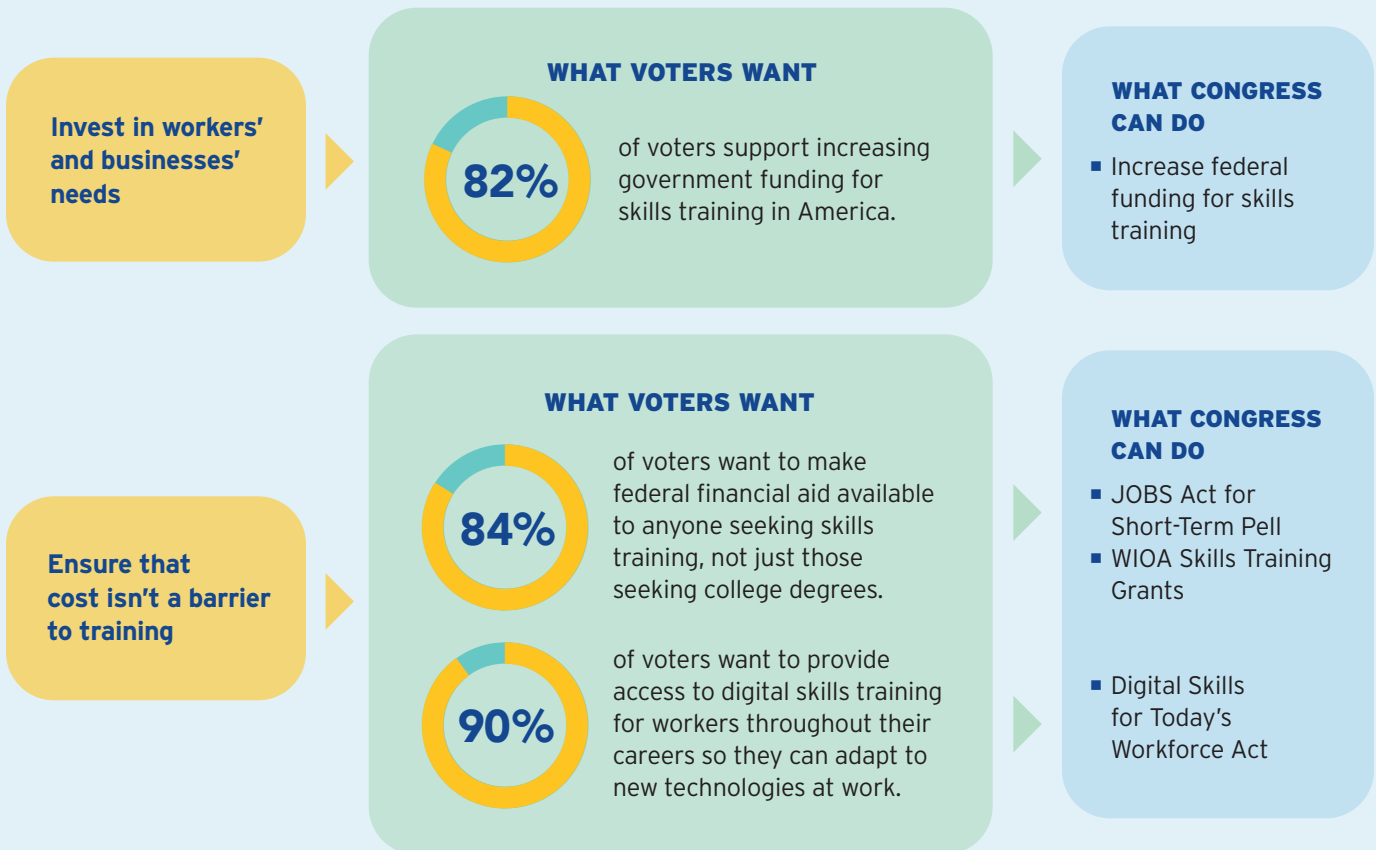 Invest in workers'
and businesses'
needs
WHAT VOTERS WANT
82%
of voters support increasing
government funding for
skills training in America.
WHAT CONGRESS
CAN DO
▪ Increase federal
funding for skills
training
Ensure that
cost isn't a barrier
to training
WHAT VOTERS WANT
84%
of voters want to make
federal financial aid available
to anyone seeking skills
training, not just those
seeking college degrees.
90%
of voters want to provide
access to digital skills training
for workers throughout their
careers so they can adapt to
new technologies at work.
WHAT CONGRESS
CAN DO
▪ JOBS Act for
Short-Term Pell
▪ WIOA Skills Training
Grants
▪ Digital Skills
for Today's
Workforce Act